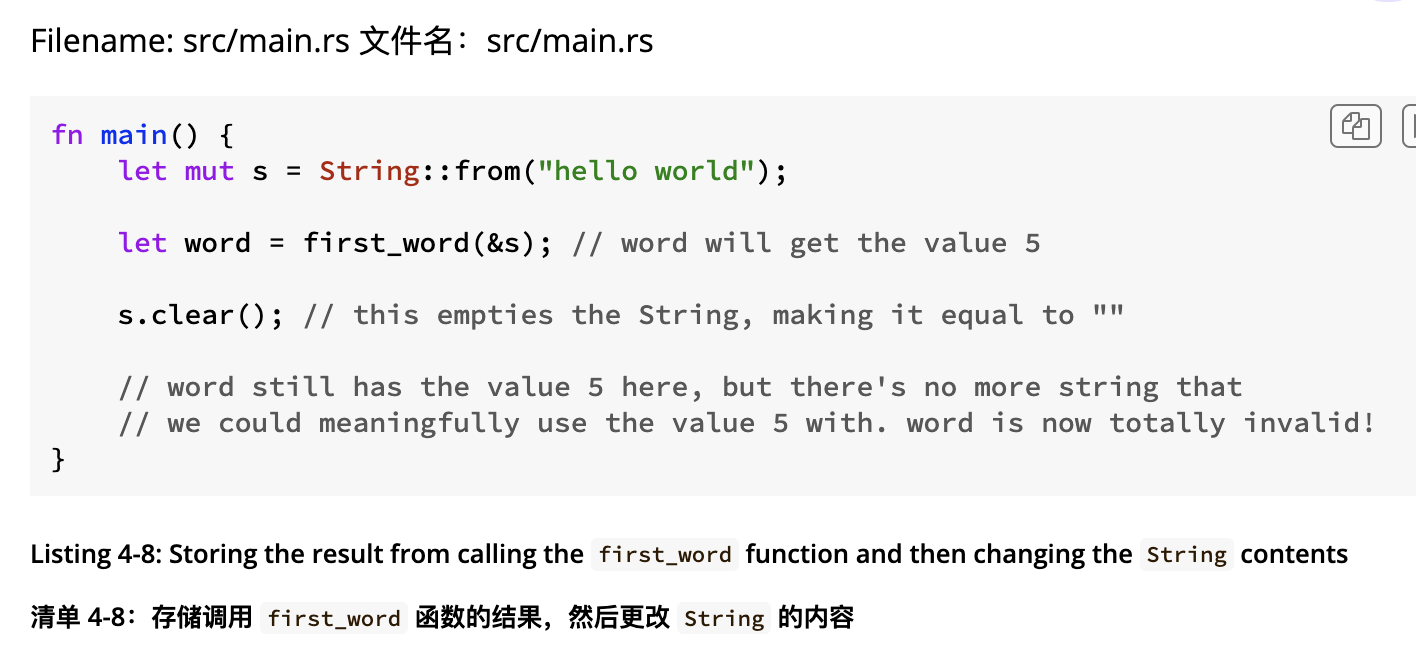 Filename: src/main.rs 文件名：src/main.rs
fn main() {
    let mut s = String::from("hello world");
    let word = first_word(&s); // word will get the value 5
    s.clear(); // this empties the String, making it equal to ""
    // word still has the value 5 here, but there's no more string that
    // we could meaningfully use the value 5 with. word is now totally invalid!
}
Listing 4-8: Storing the result from calling the first_word function and then changing the String contents
清单 4-8：存储调用 first_word 函数的结果，然后更改 String 的内容